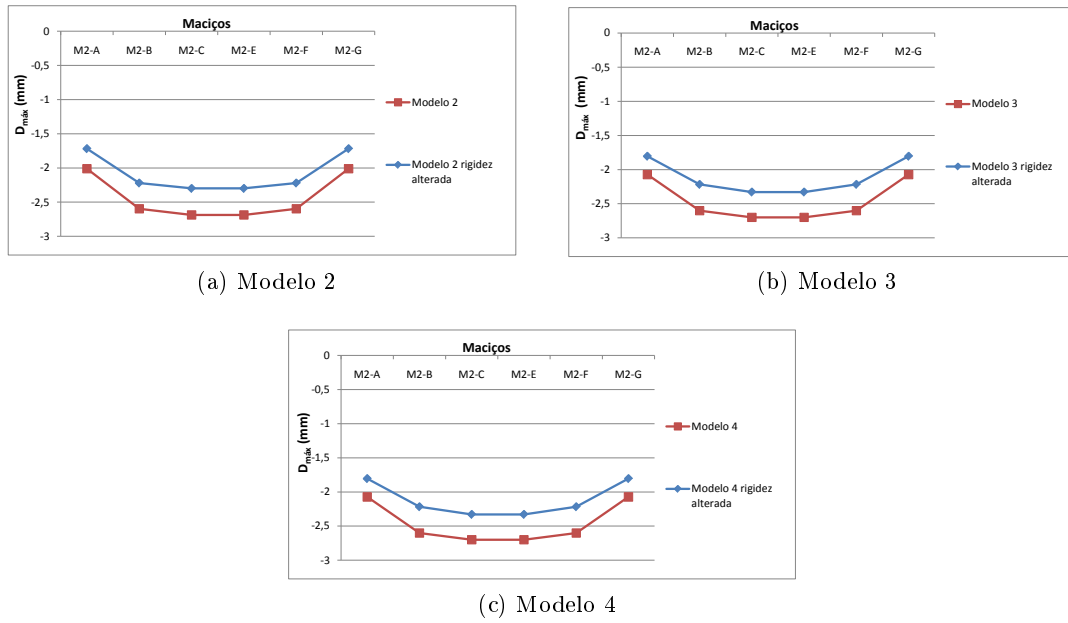 Maciços
0
M2-A M2-B M2-C M2-E M2-F M2-G
-0,5
-1
-1,5
-2
-2,5
-3
Dmáx (mm)
Modelo 2
Modelo 2 rigidez
alterada
(a) Modelo 2
Maciços
0
M2-A M2-B M2-C M2-E M2-F M2-G
-0,5
-1
-1,5
-2
-2,5
-3
Dmáx (mm)
Modelo 3
Modelo 3 rigidez
alterada
(b) Modelo 3
Maciços
0
M2-A M2-B M2-C M2-E M2-F M2-G
-0,5
-1
-1,5
-2
-2,5
-3
Dmáx (mm)
Modelo 4
Modelo 4 rigidez
alterada
(c) Modelo 4